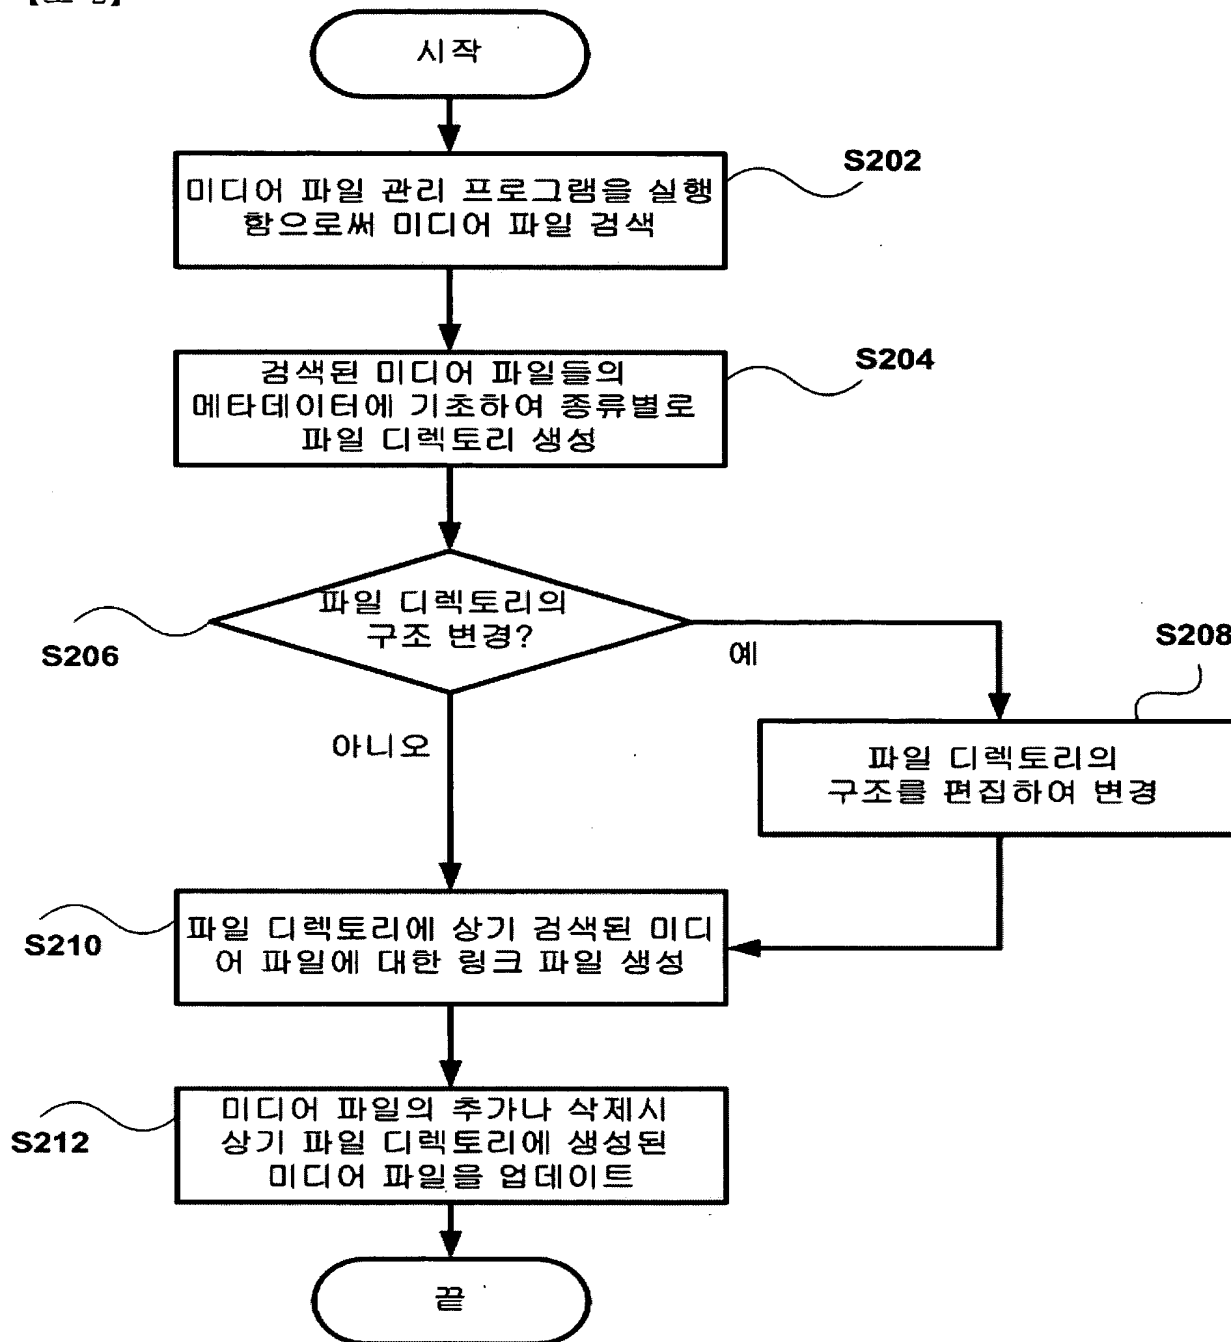 시작
S202
미디어 파일 관리 프로그램을 실행
함으로써 미디어 파일 검색
S204
검색된 미디어 파일들의
메타데이터에 기초하여 종류별로
파일 디렉토리 생성
파일 디렉토리의
구조 변경?
S206
예
S208
아니오
파일 디렉토리의
구조를 편집하여 변경
S210
파일 디렉토리에 상기 검색된 미디
어 파일에 대한 링크 파일 생성
S212
미디어 파일의 추가나 삭제시
상기 파일 디렉토리에 생성된
미디어 파일을 업데이트
끝